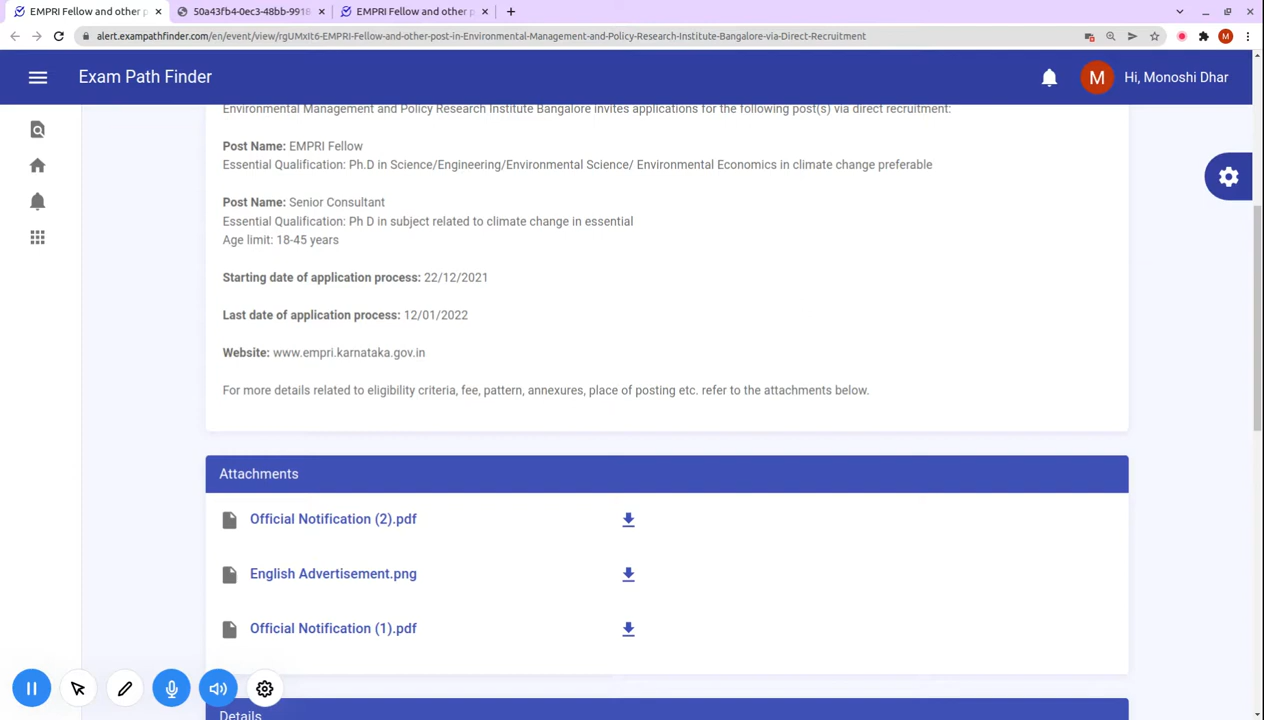 EMPRI Fellow and other p
50a43fb4-0ec3-48bb-9918
EMPRI Fellow and other p
alert.exampathfinder.com/en/event/view/rgUMxIt6-EMPRI-Fellow-and-other-post-in-Environmental-Management-and-Policy-Research-Institute-Bangalore-via-Direct-Recruitment
M
Exam Path Finder
M
Hi, Monoshi Dhar
Environmental Management and Policy Research Institute Bangalore invites applications for the following post(s) via direct recruitment:
Post Name: EMPRI Fellow
Essential Qualification: Ph.D in Science/Engineering/Environmental Science/ Environmental Economics in climate change preferable
Post Name: Senior Consultant
Essential Qualification: Ph D in subject related to climate change in essential
Age limit: 18-45 years
Starting date of application process: 22/12/2021
Last date of application process: 12/01/2022
Website: www.empri.karnataka.gov.in
For more details related to eligibility criteria, fee, pattern, annexures, place of posting etc. refer to the attachments below.
Attachments
Official Notification (2).pdf
English Advertisement.png
Official Notification (1).pdf
Details